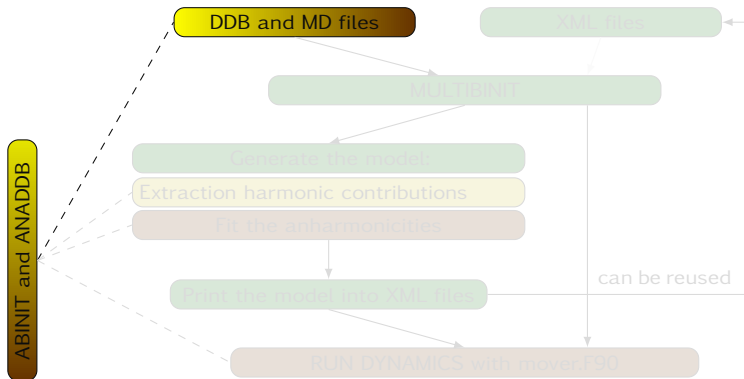 DDB and MD files
XML files
MULTIBINIT
Generate the model:
Extraction harmonic contributions
Fit the anharmonicities
ABINIT and ANADDB
can be reused
Print the model into XML files
RUN DYNAMICS with mover.F90